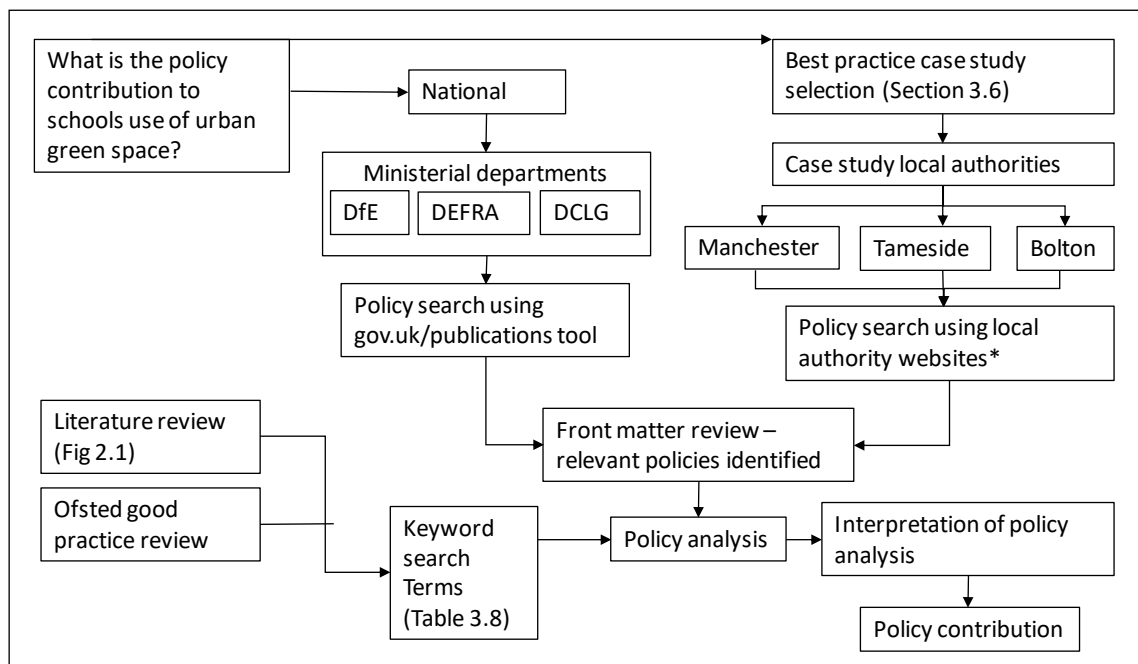 What is the policy
contribution to
schools use of urban
green space?
National
Best practice case study
selection (Section 3.6)
Ministerial departments
DfE
DEFRA
DCLG
Case study local authorities
Manchester
Tameside
Bolton
Policy search using
gov.uk/publications tool
Policy search using local
authority websites*
Literature review
(Fig 2.1)
Front matter review –
relevant policies identified
Ofsted good
practice review
Keyword
search
Terms
(Table 3.8)
Policy analysis
Interpretation of policy
analysis
Policy contribution